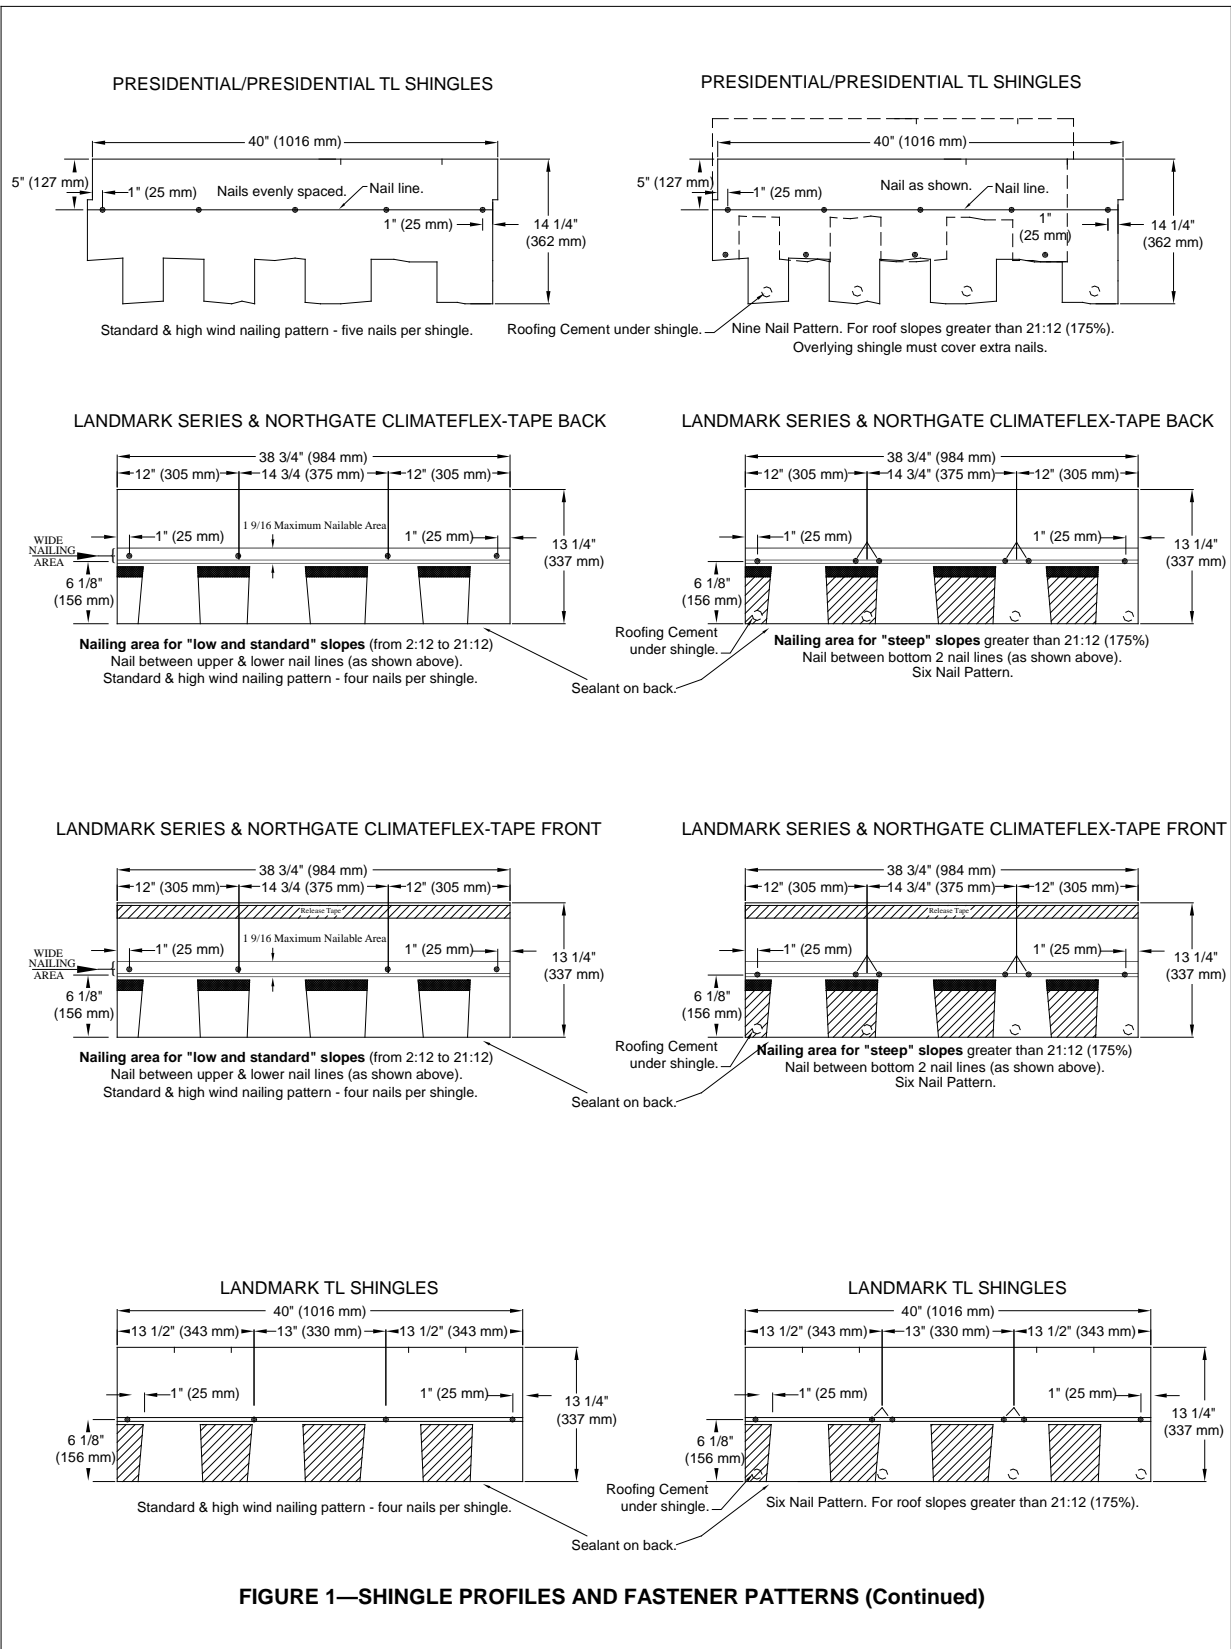 PRESIDENTIAL/PRESIDENTIAL TL SHINGLES
40" (1016 mm)
5" (127 mm)
1" (25 mm)
Nails evenly spaced.
Nail line.
1" (25 mm)
14 1/4"
(362 mm)
Standard & high wind nailing pattern - five nails per shingle.
PRESIDENTIAL/PRESIDENTIAL TL SHINGLES
40" (1016 mm)
5" (127 mm)
1" (25 mm)
Nail as shown.
Nail line.
1"
(25 mm)
14 1/4"
(362 mm)
Roofing Cement under shingle.
Nine Nail Pattern. For roof slopes greater than 21:12 (175%).
Overlying shingle must cover extra nails.
LANDMARK SERIES & NORTHGATE CLIMATEFLEX-TAPE BACK
38 3/4" (984 mm)
12" (305 mm)
14 3/4 (375 mm)
12" (305 mm)
1" (25 mm)
1 9/16 Maximum Nailable Area
1" (25 mm)
WIDE
NAILING
AREA
6 1/8"
(156 mm)
13 1/4"
(337 mm)
Nailing area for "low and standard" slopes (from 2:12 to 21:12)
Nail between upper & lower nail lines (as shown above).
Standard & high wind nailing pattern - four nails per shingle.
LANDMARK SERIES & NORTHGATE CLIMATEFLEX-TAPE BACK
38 3/4" (984 mm)
12" (305 mm)
14 3/4" (375 mm)
12" (305 mm)
1" (25 mm)
1" (25 mm)
6 1/8"
(156 mm)
13 1/4"
(337 mm)
Roofing Cement
under shingle.
Nailing area for "steep" slopes greater than 21:12 (175%)
Nail between bottom 2 nail lines (as shown above).
Six Nail Pattern.
Sealant on back.
LANDMARK SERIES & NORTHGATE CLIMATEFLEX-TAPE FRONT
38 3/4" (984 mm)
12" (305 mm)
14 3/4 (375 mm)
12" (305 mm)
Release Tape
1" (25 mm)
1 9/16 Maximum Nailable Area
1" (25 mm)
WIDE
NAILING
AREA
6 1/8"
(156 mm)
13 1/4"
(337 mm)
Nailing area for "low and standard" slopes (from 2:12 to 21:12)
Nail between upper & lower nail lines (as shown above).
Standard & high wind nailing pattern - four nails per shingle.
LANDMARK SERIES & NORTHGATE CLIMATEFLEX-TAPE FRONT
38 3/4" (984 mm)
12" (305 mm)
14 3/4" (375 mm)
12" (305 mm)
Release Tape
1" (25 mm)
1" (25 mm)
6 1/8"
(156 mm)
13 1/4"
(337 mm)
Roofing Cement
under shingle.
Nailing area for "steep" slopes greater than 21:12 (175%)
Nail between bottom 2 nail lines (as shown above).
Six Nail Pattern.
Sealant on back.
LANDMARK TL SHINGLES
40" (1016 mm)
13 1/2" (343 mm)
13" (330 mm)
13 1/2" (343 mm)
1" (25 mm)
1" (25 mm)
6 1/8"
(156 mm)
13 1/4"
(337 mm)
Standard & high wind nailing pattern - four nails per shingle.
LANDMARK TL SHINGLES
40" (1016 mm)
13 1/2" (343 mm)
13" (330 mm)
13 1/2" (343 mm)
1" (25 mm)
1" (25 mm)
6 1/8"
(156 mm)
13 1/4"
(337 mm)
Roofing Cement
under shingle.
Six Nail Pattern. For roof slopes greater than 21:12 (175%).
Sealant on back.
FIGURE 1—SHINGLE PROFILES AND FASTENER PATTERNS (Continued)